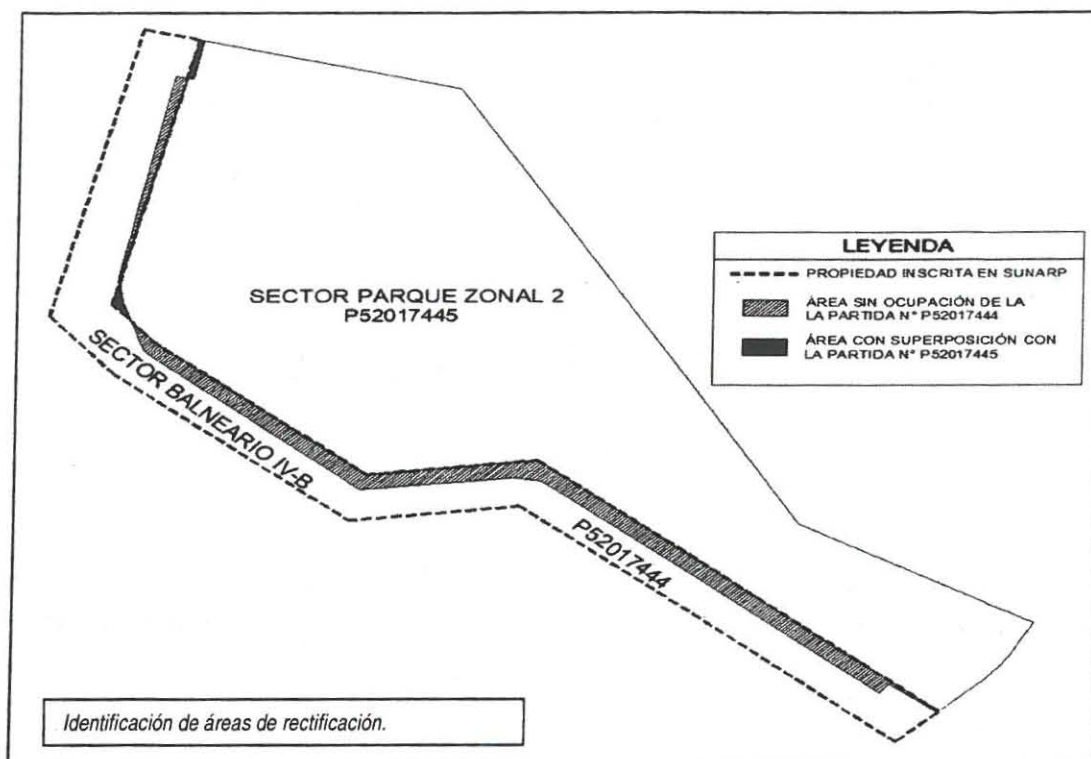 SECTOR PARQUE ZONAL 2
P52017445
LEYENDA
PROPIEDAD INSCRITA EN SUNARP
ÁREA SIN OCUPACIÓN DE LA
LA PARTIDA N° P52017444
ÁREA CON SUPERPOSICIÓN CON
LA PARTIDA N° P52017445
SECTOR BALNEARIO IV-B
P52017444
Identificación de áreas de rectificación.